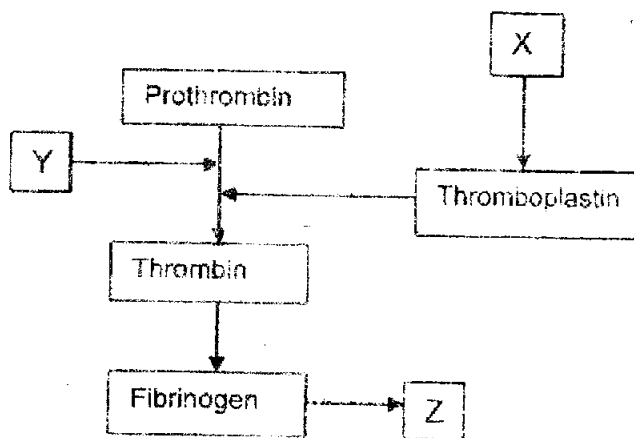 X
Prothrombin
Y
Thromboplastin
Thrombin
Fibrinogen
Z